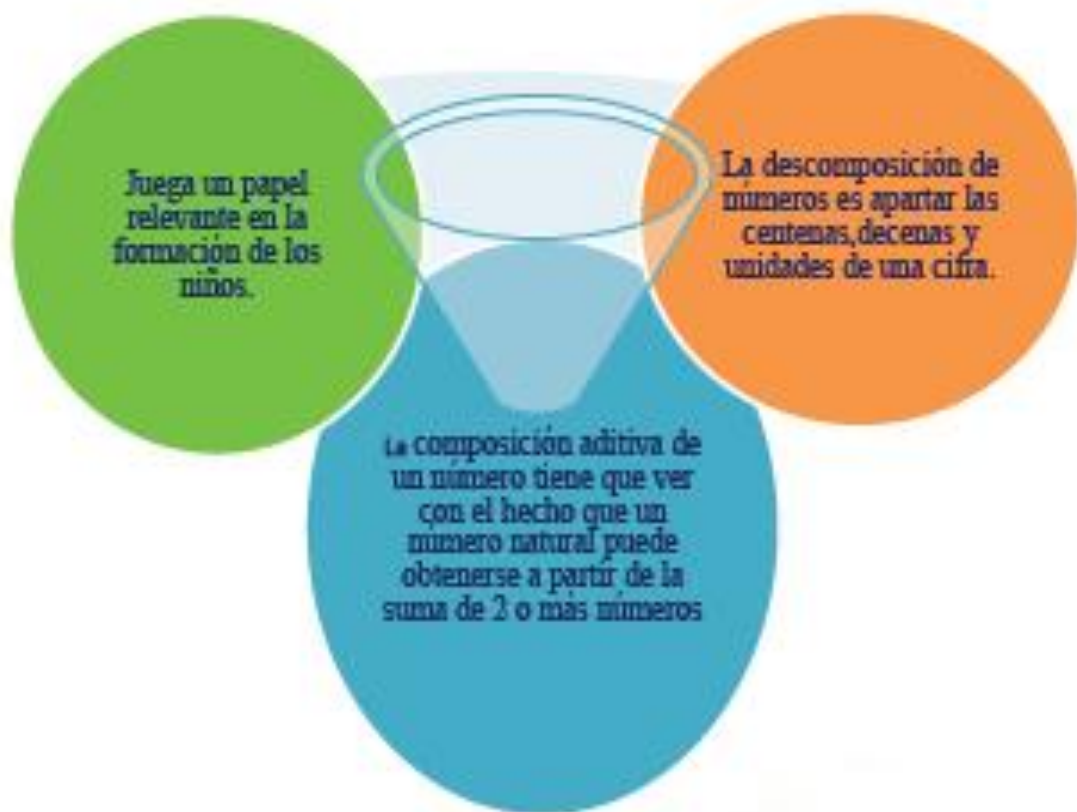 Juega un papel
relevante en la
formación de los
niños.
La descomposición de
números es apartar las
centenas,decenas y
unidades de una cifra.
La composición aditiva de
un número tiene que ver
con el hecho que un
número natural puede
obtenerse a partir de la
suma de 2 o más números